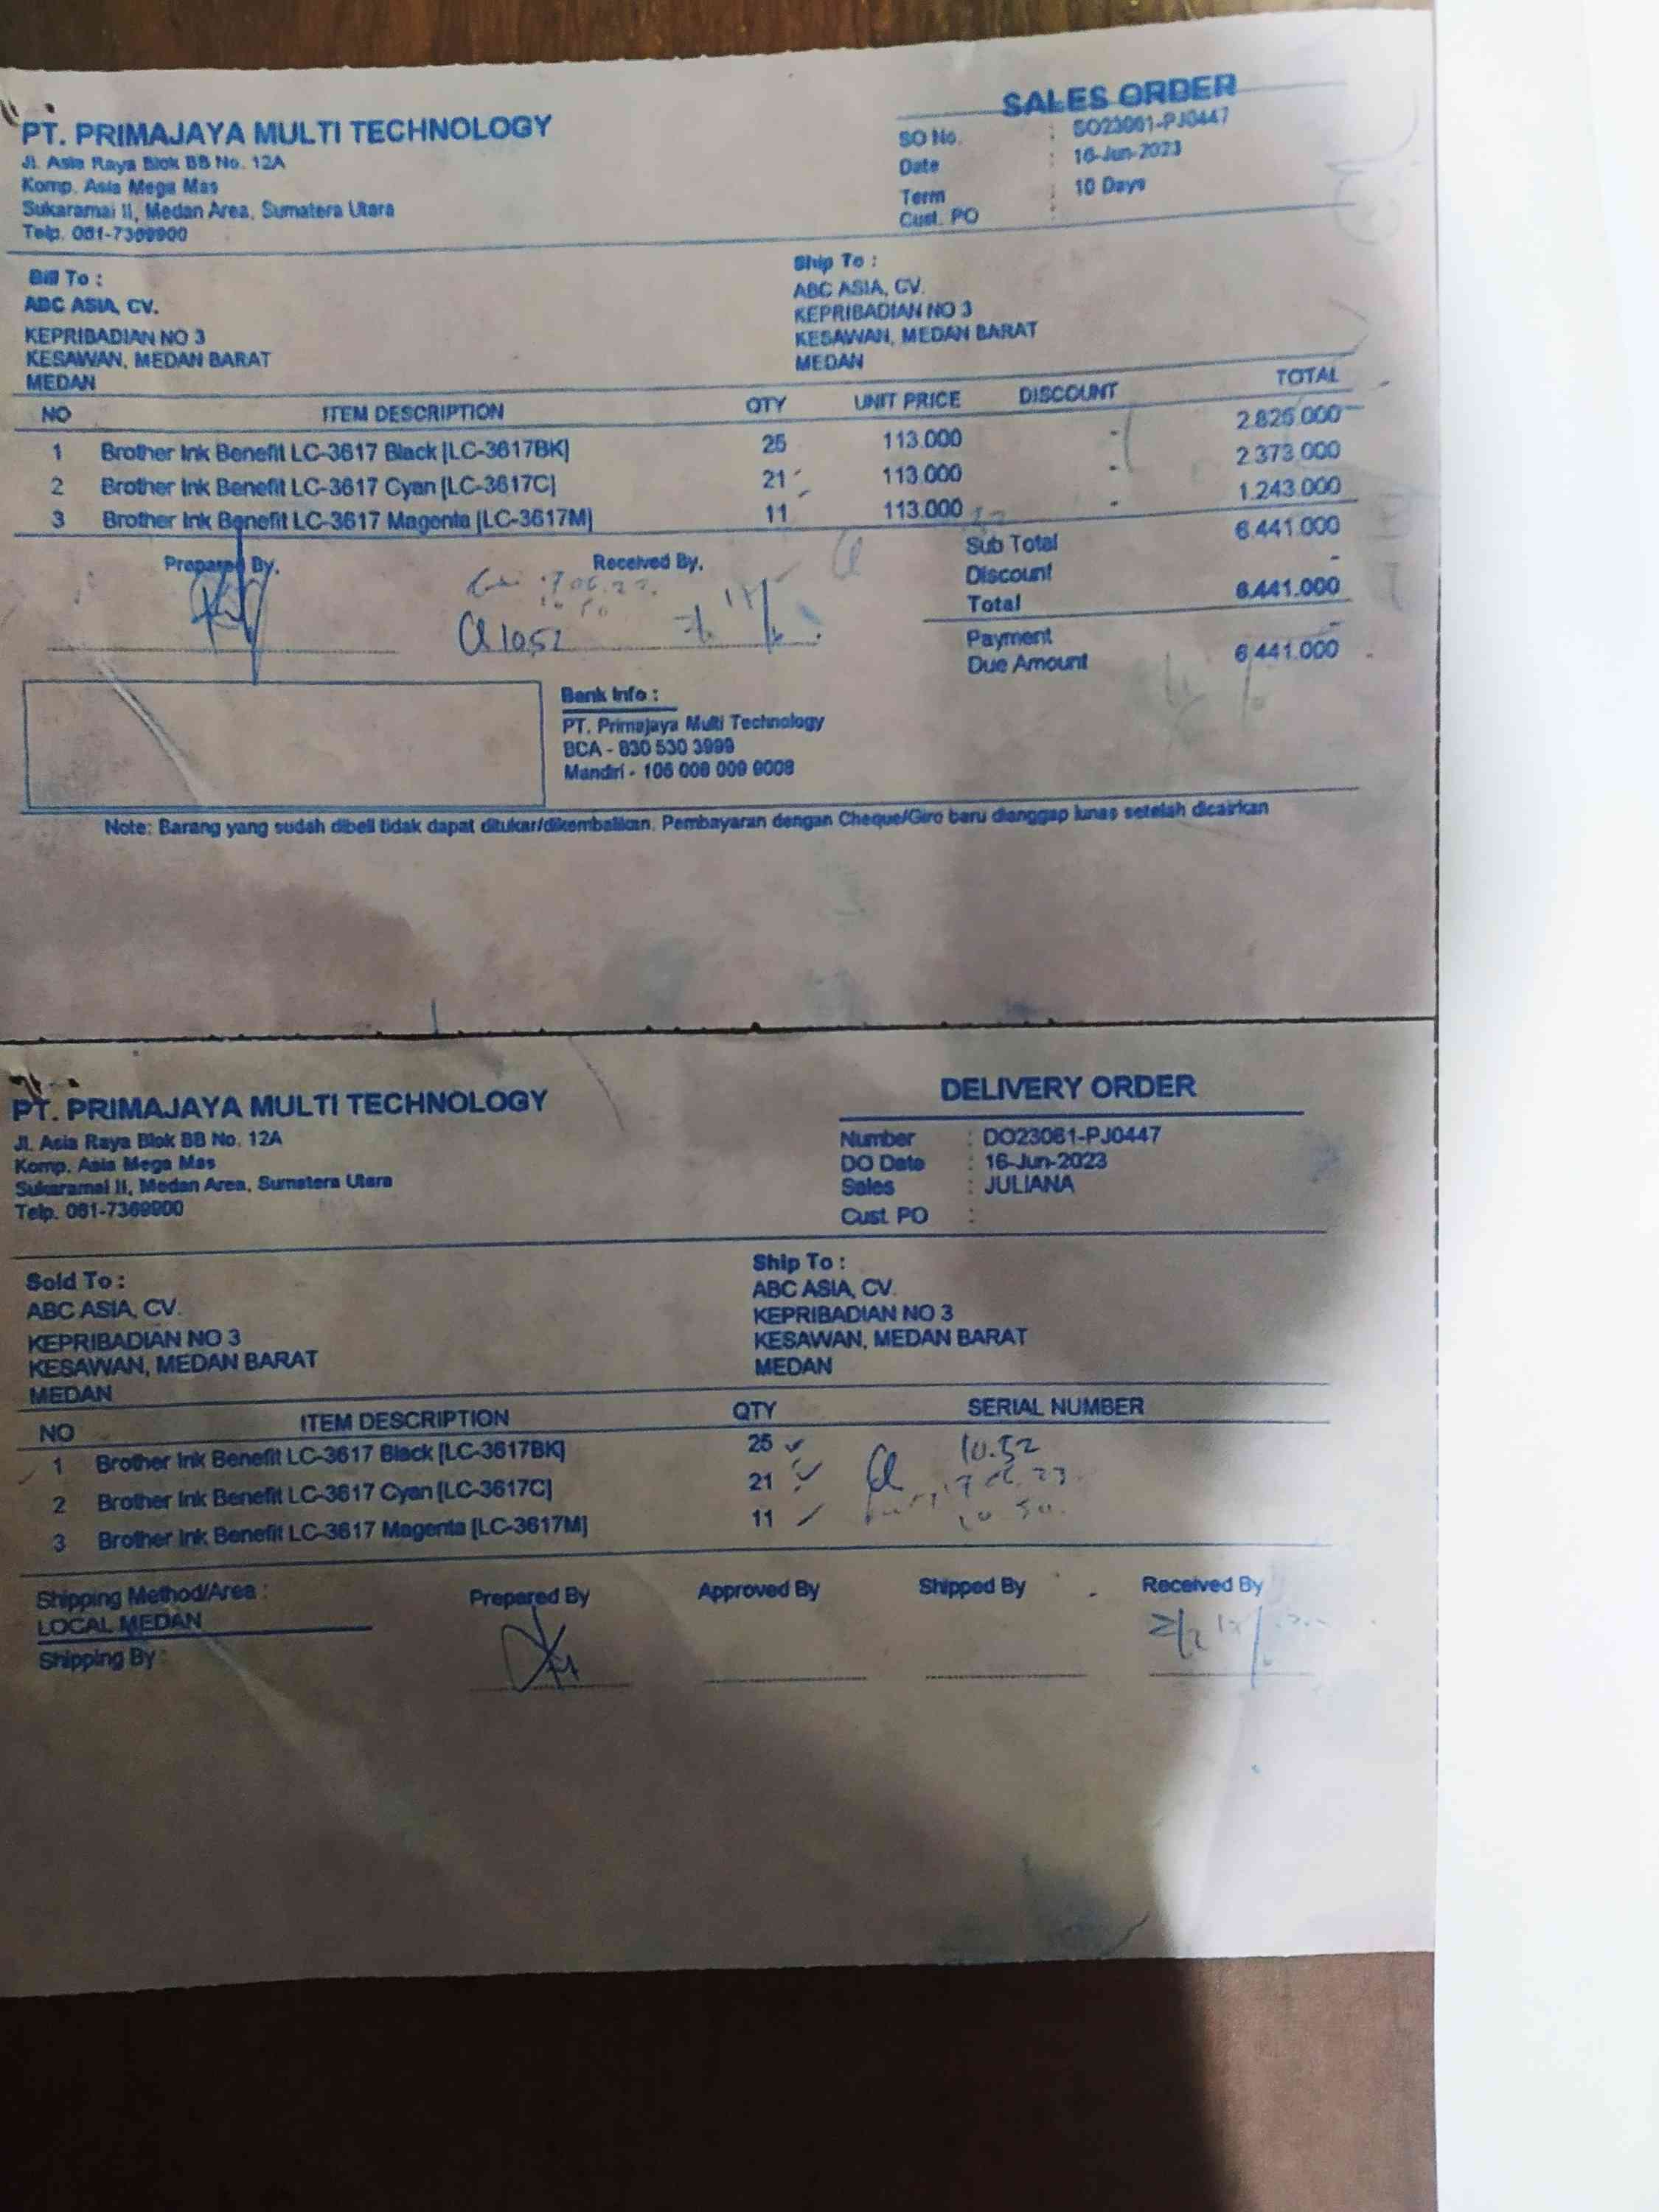 SALES ORDER
PT. PRIMAJAYA MULTI TECHNOLOGY
Jl. Asia Raya Blok BB No. 12A
Komp. Asia Mega Mas
Sukaramai II, Medan Area, Sumatera Utara
Telp. 061-7369900
SO No. : SO23061-PJ0447
Date : 16-Jun-2023
Term : 10 Days
Cust. PO :
Bill To :
ABC ASIA, CV.
KEPRIBADIAN NO 3
KESAWAN, MEDAN BARAT
MEDAN
Ship To :
ABC ASIA, CV.
KEPRIBADIAN NO 3
KESAWAN, MEDAN BARAT
MEDAN
NO ITEM DESCRIPTION QTY UNIT PRICE DISCOUNT TOTAL
1 Brother Ink Benefit LC-3617 Black [LC-3617BK] 25 113.000 - 2.825.000
2 Brother Ink Benefit LC-3617 Cyan [LC-3617C] 21 113.000 - 2.373.000
3 Brother Ink Benefit LC-3617 Magenta [LC-3617M] 11 113.000 - 1.243.000
Sub Total 6.441.000
Discount -
Total 6.441.000
Payment -
Due Amount 6.441.000
Prepared By,
Received By,
10.52
Bank Info :
PT. Primajaya Multi Technology
BCA - 830 530 3999
Mandiri -
Note: Barang yang sudah dibeli tidak dapat ditukar/dikembalikan. Pembayaran dengan Cheque/Giro baru dianggap lunas setelah dicairkan
PT. PRIMAJAYA MULTI TECHNOLOGY
Jl. Asia Raya Blok BB No. 12A
Komp. Asia Mega Mas
Sukaramai II, Medan Area, Sumatera Utara
Telp. 061-7369900
DELIVERY ORDER
Number : DO23061-PJ0447
DO Date : 16-Jun-2023
Sales : JULIANA
Cust. PO :
Sold To :
ABC ASIA, CV.
KEPRIBADIAN NO 3
KESAWAN, MEDAN BARAT
MEDAN
Ship To :
ABC ASIA, CV.
KEPRIBADIAN NO 3
KESAWAN, MEDAN BARAT
MEDAN
NO ITEM DESCRIPTION QTY SERIAL NUMBER
1 Brother Ink Benefit LC-3617 Black [LC-3617BK] 25
2 Brother Ink Benefit LC-3617 Cyan [LC-3617C] 21
3 Brother Ink Benefit LC-3617 Magenta [LC-3617M] 11
10.52
Shipping Method/Area :
LOCAL MEDAN
Shipping By :
Prepared By
Approved By
Shipped By
Received By